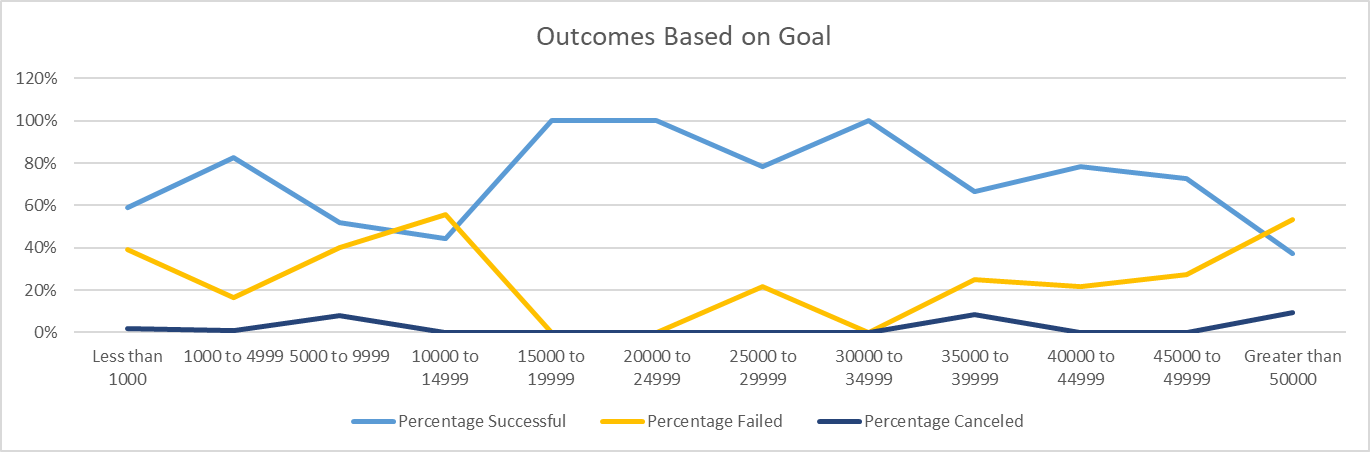 Outcomes Based on Goal
120%
100%
80%
60%
40%
20%
0%
Less than
1000
1000 to 4999
5000 to 9999
10000 to
14999
15000 to
19999
20000 to
24999
25000 to
29999
30000 to
34999
35000 to
39999
40000 to
44999
45000 to
49999
Greater than
50000
Percentage Successful
Percentage Failed
Percentage Canceled